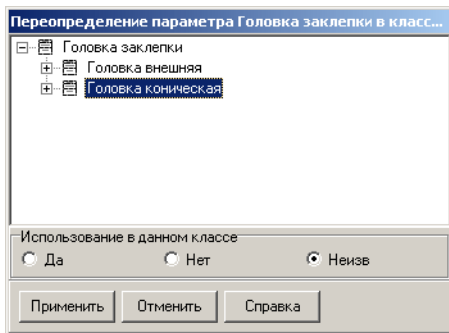 Переопределение параметра Головка заклепки в класс...
Головка заклепки
Головка внешняя
Головка коническая
Использование в данном классе
Да Нет Неизв
Применить Отменить Справка